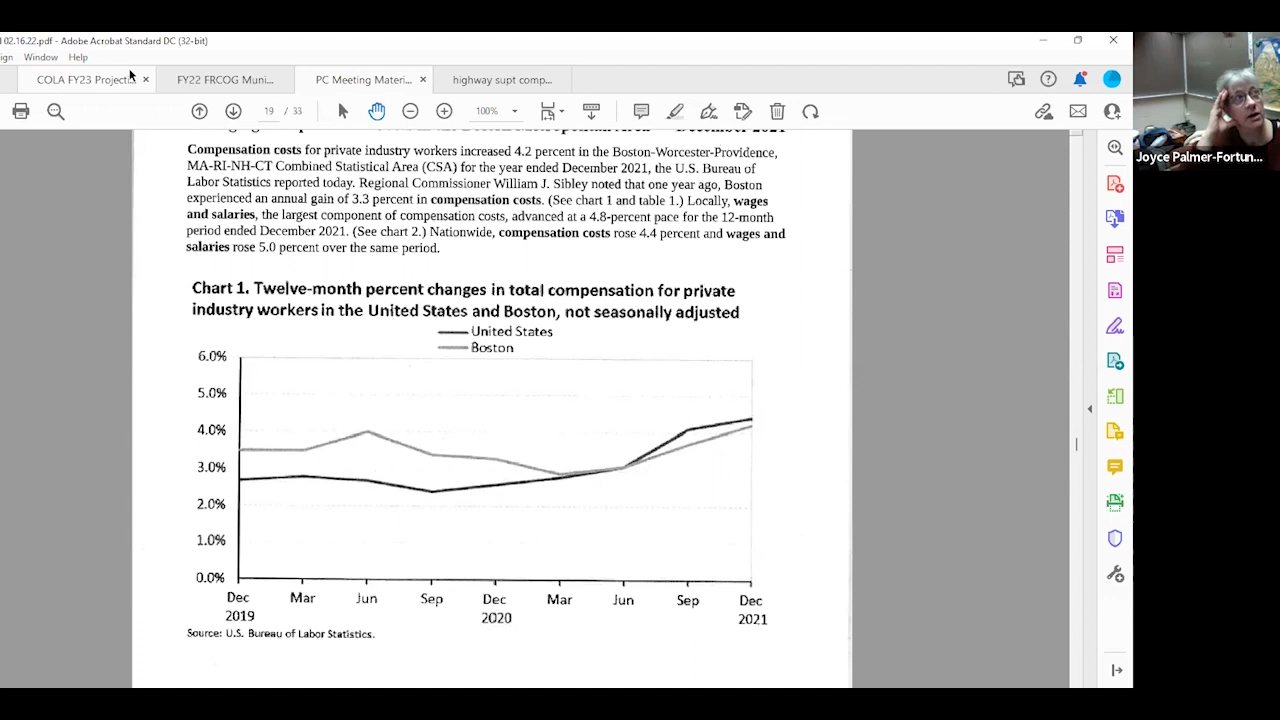 02.16.22.pdf - Adobe Acrobat Standard DC (32-bit)
Window Help
COLA FY23 Project... FY22 FRCOG Muni... PC Meeting Materi... highway supt comp...
19 / 33 100%
December 2021
Compensation costs for private industry workers increased 4.2 percent in the Boston-Worcester-Providence,
MA-RI-NH-CT Combined Statistical Area (CSA) for the year ended December 2021, the U.S. Bureau of
Labor Statistics reported today. Regional Commissioner William J. Sibley noted that one year ago, Boston
experienced an annual gain of 3.3 percent in compensation costs. (See chart 1 and table 1.) Locally, wages
and salaries, the largest component of compensation costs, advanced at a 4.8-percent pace for the 12-month
period ended December 2021. (See chart 2.) Nationwide, compensation costs rose 4.4 percent and wages and
salaries rose 5.0 percent over the same period.
Chart 1. Twelve-month percent changes in total compensation for private
industry workers in the United States and Boston, not seasonally adjusted
United States
Boston
6.0%
5.0%
4.0%
3.0%
2.0%
1.0%
0.0%
Dec Mar Jun Sep Dec Mar Jun Sep Dec
2019 2020 2021
Source: U.S. Bureau of Labor Statistics.
Joyce Palmer-Fortun...